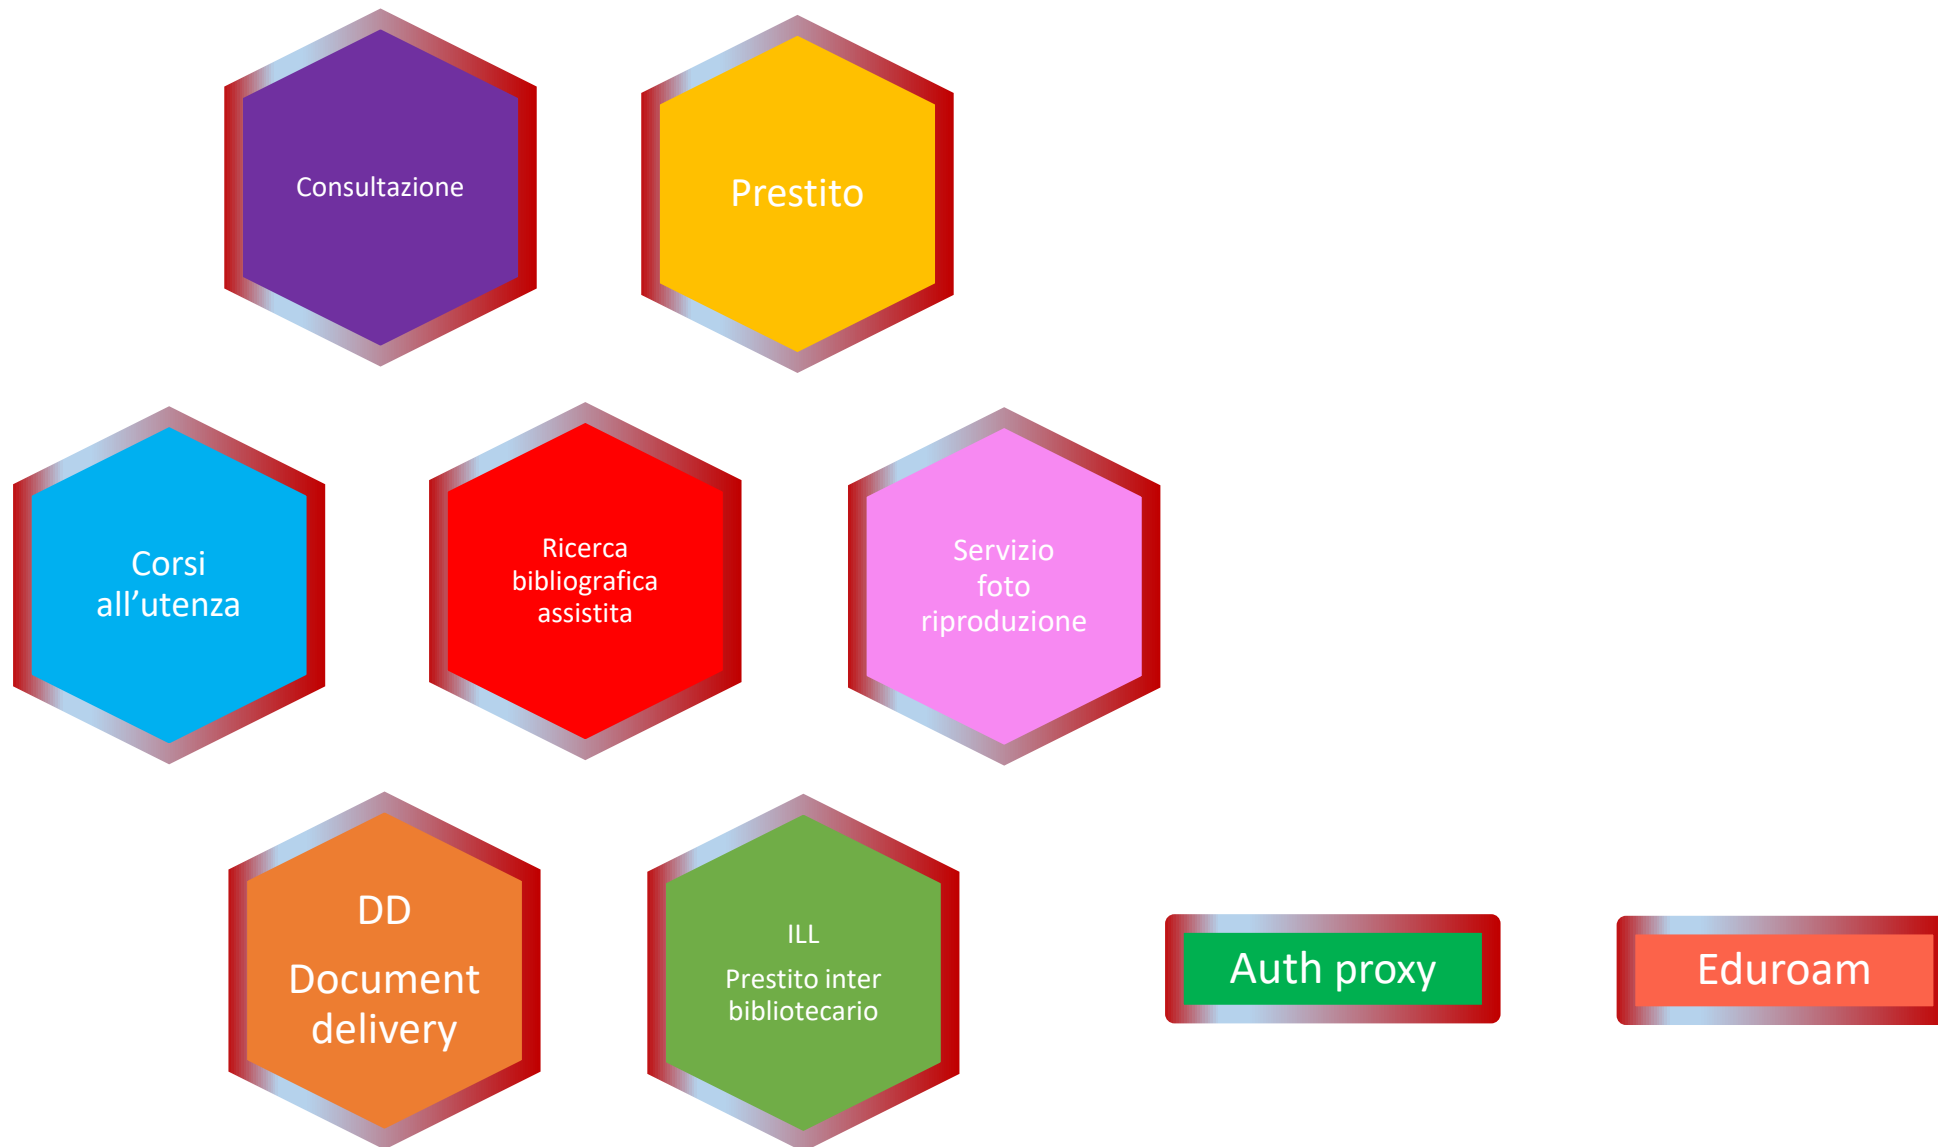 Consultazione
Prestito
Corsi
all’utenza
Ricerca
bibliografica
assistita
Servizio
foto
riproduzione
DD
Document
delivery
ILL
Prestito inter
bibliotecario
Auth proxy
Eduroam